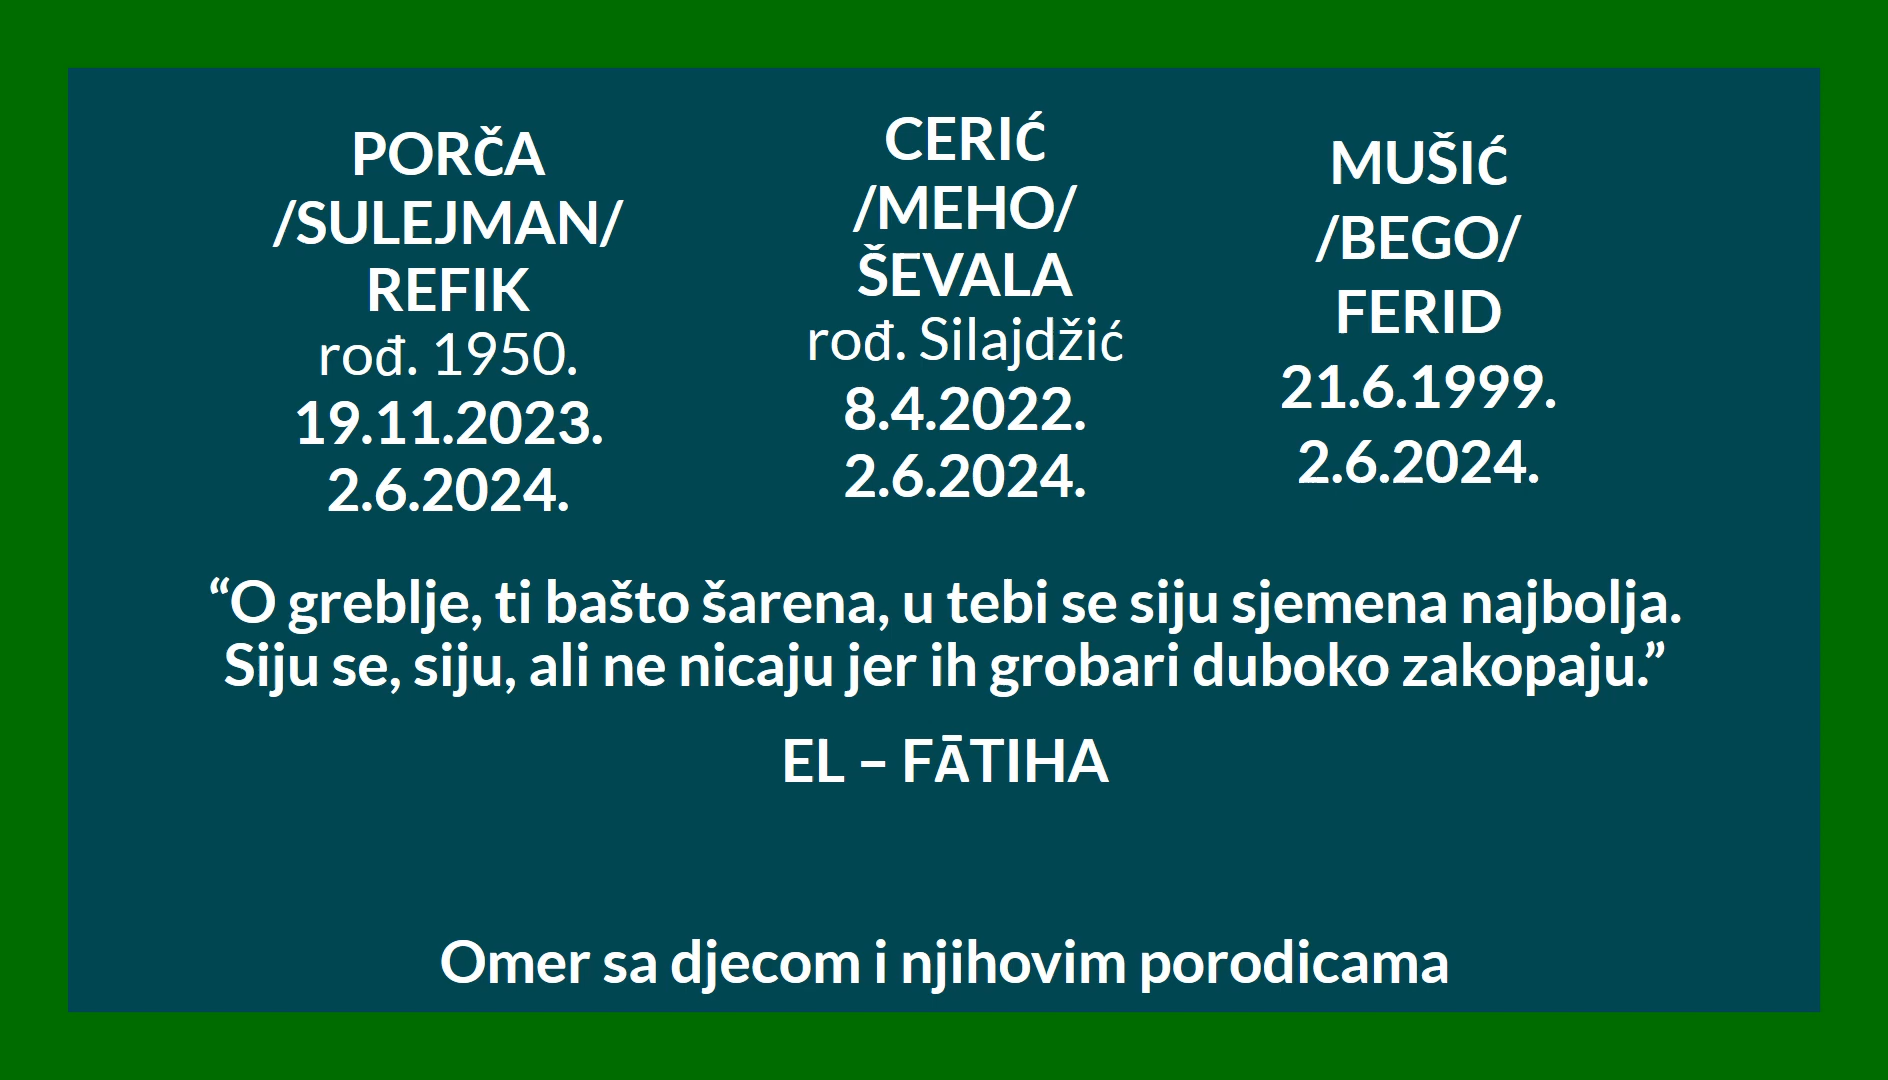 PORČA
/SULEJMAN/
REFIK
rođ. 1950.
19.11.2023.
2.6.2024.
CERIĆ
/MEHO/
ŠEVALA
rođ. Silajdžić
8.4.2022.
2.6.2024.
MUŠIĆ
/BEGO/
FERID
21.6.1999.
2.6.2024.
“O greblje, ti bašto šarena, u tebi se siju sjemena najbolja.
Siju se, siju, ali ne nicaju jer ih grobari duboko zakopaju.”
EL – FĀTIHA
Omer sa djecom i njihovim porodicama